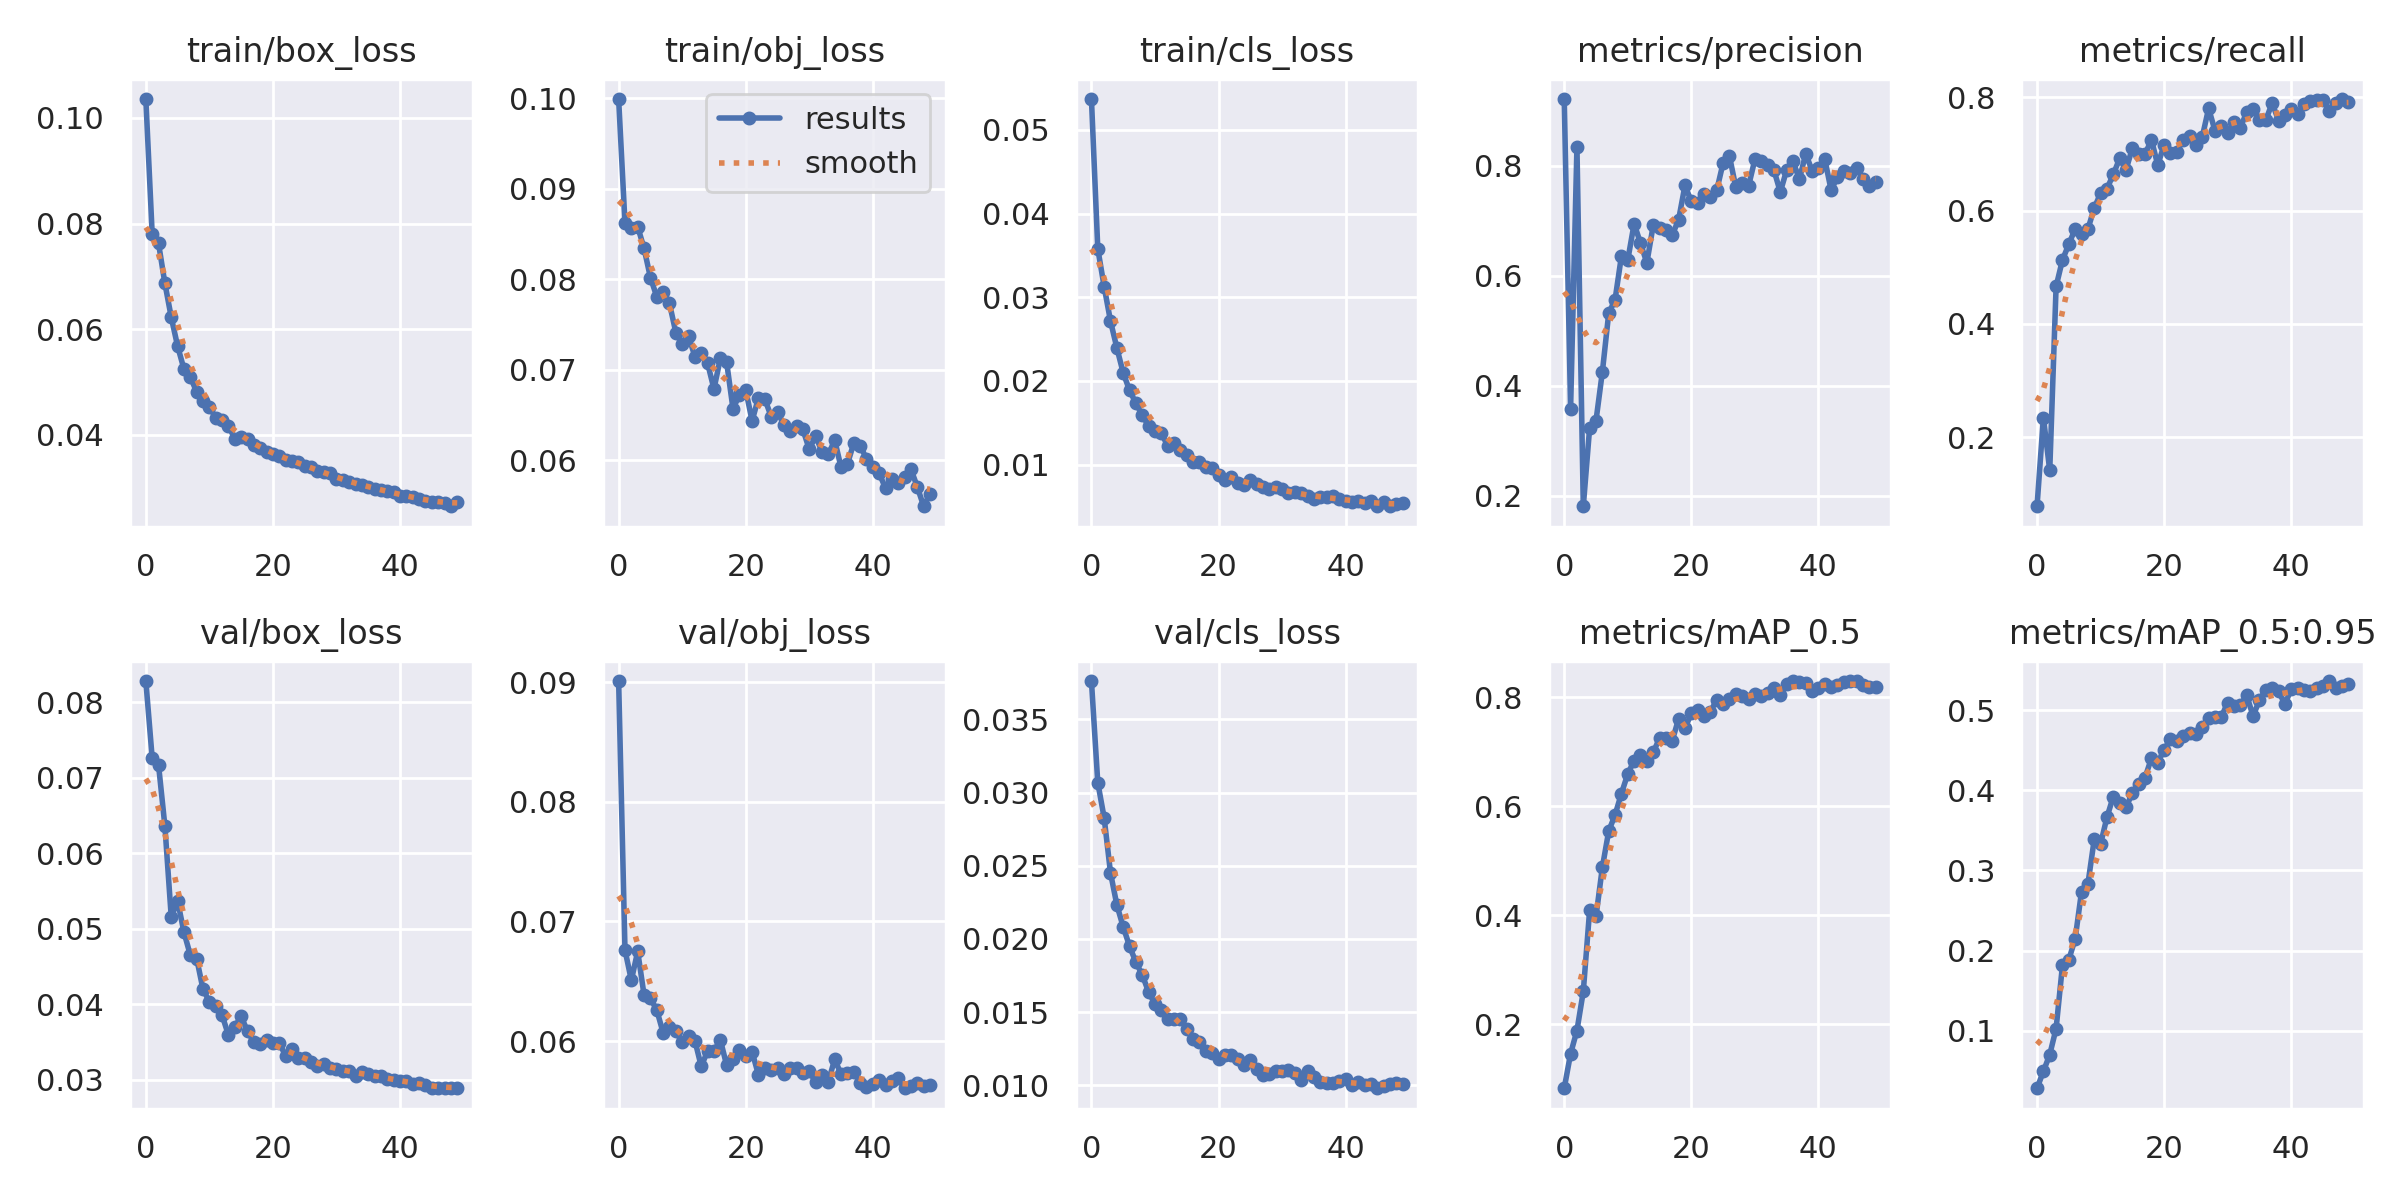 train/box_loss
0.10
0.08
0.06
0.04
0 20 40
train/obj_loss
results
smooth
0.10
0.09
0.08
0.07
0.06
0 20 40
train/cls_loss
0.05
0.04
0.03
0.02
0.01
0 20 40
metrics/precision
0.8
0.6
0.4
0.2
0 20 40
metrics/recall
0.8
0.6
0.4
0.2
0 20 40
val/box_loss
0.08
0.07
0.06
0.05
0.04
0.03
0 20 40
val/obj_loss
0.09
0.08
0.07
0.06
0 20 40
val/cls_loss
0.035
0.030
0.025
0.020
0.015
0.010
0 20 40
metrics/mAP_0.5
0.8
0.6
0.4
0.2
0 20 40
metrics/mAP_0.5:0.95
0.5
0.4
0.3
0.2
0.1
0 20 40